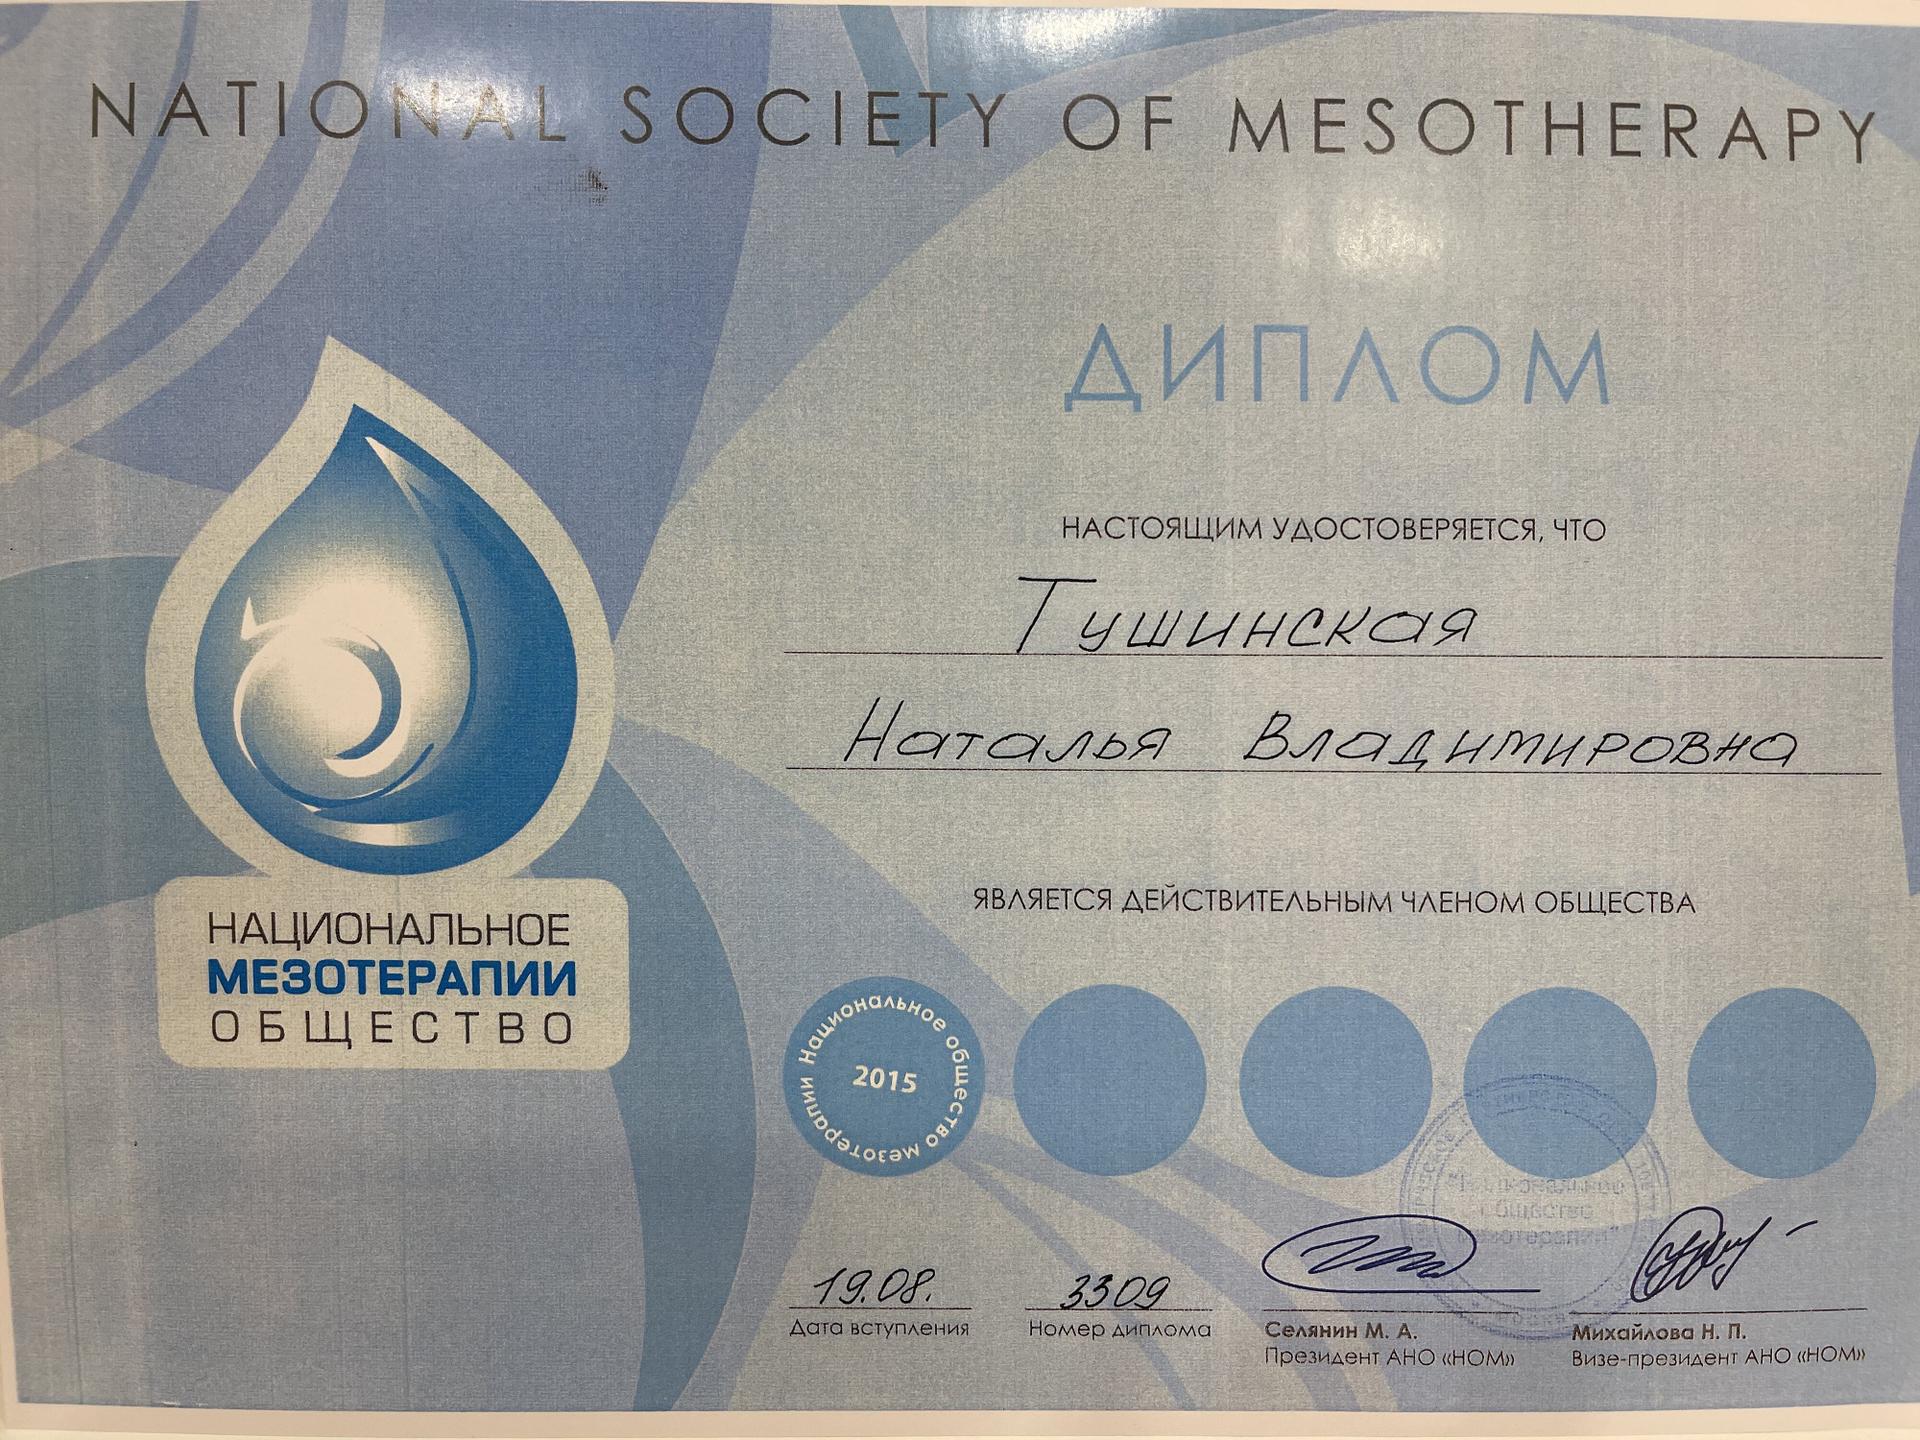 NATIONAL SOCIETY OF MESOTHERAPY
ДИПЛОМ
НАСТОЯЩИМ УДОСТОВЕРЯЕТСЯ, ЧТО
Тушинская
Наталья Владимировна
ЯВЛЯЕТСЯ ДЕЙСТВИТЕЛЬНЫМ ЧЛЕНОМ ОБЩЕСТВА
НАЦИОНАЛЬНОЕ
МЕЗОТЕРАПИИ
ОБЩЕСТВО
Национальное общество мезотерапии
2015
19.08.
Дата вступления
3309
Номер диплома
Селянин М. А.
Президент АНО «НОМ»
Михайлова Н. П.
Визе-президент АНО «НОМ»